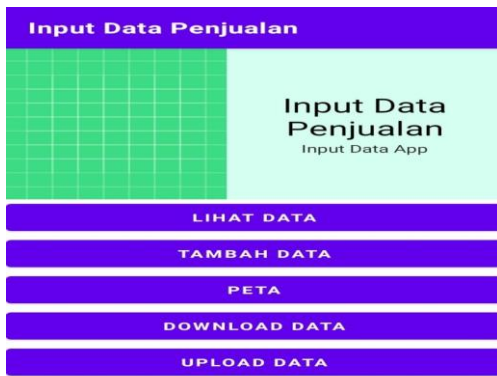 Input Data Penjualan
Input Data
Penjualan
Input Data App
LIHAT DATA
TAMBAH DATA
PETA
DOWNLOAD DATA
UPLOAD DATA